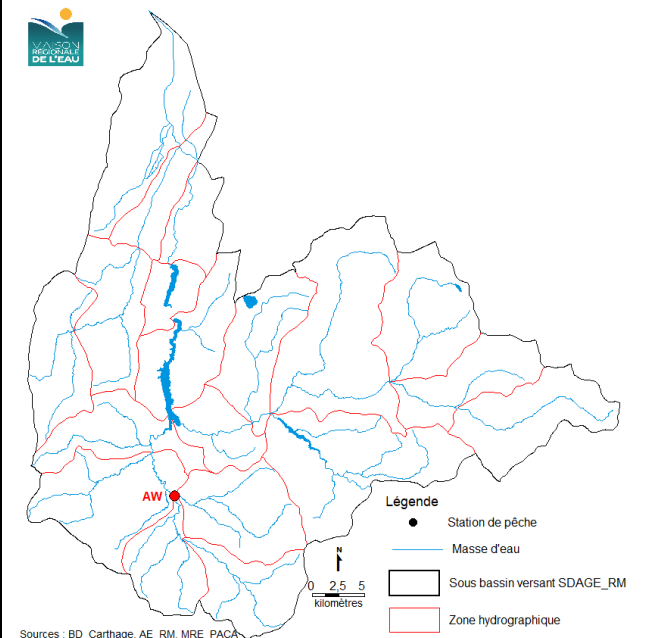 MAISON
RÉGIONALE
DE L'EAU
AW
Légende
Station de pêche
Masse d'eau
Sous bassin versant SDAGE_RM
Zone hydrographique
N
0 2,5 5
kilomètres
Sources : BD_Carthage, AE_RM, MRE_PACA